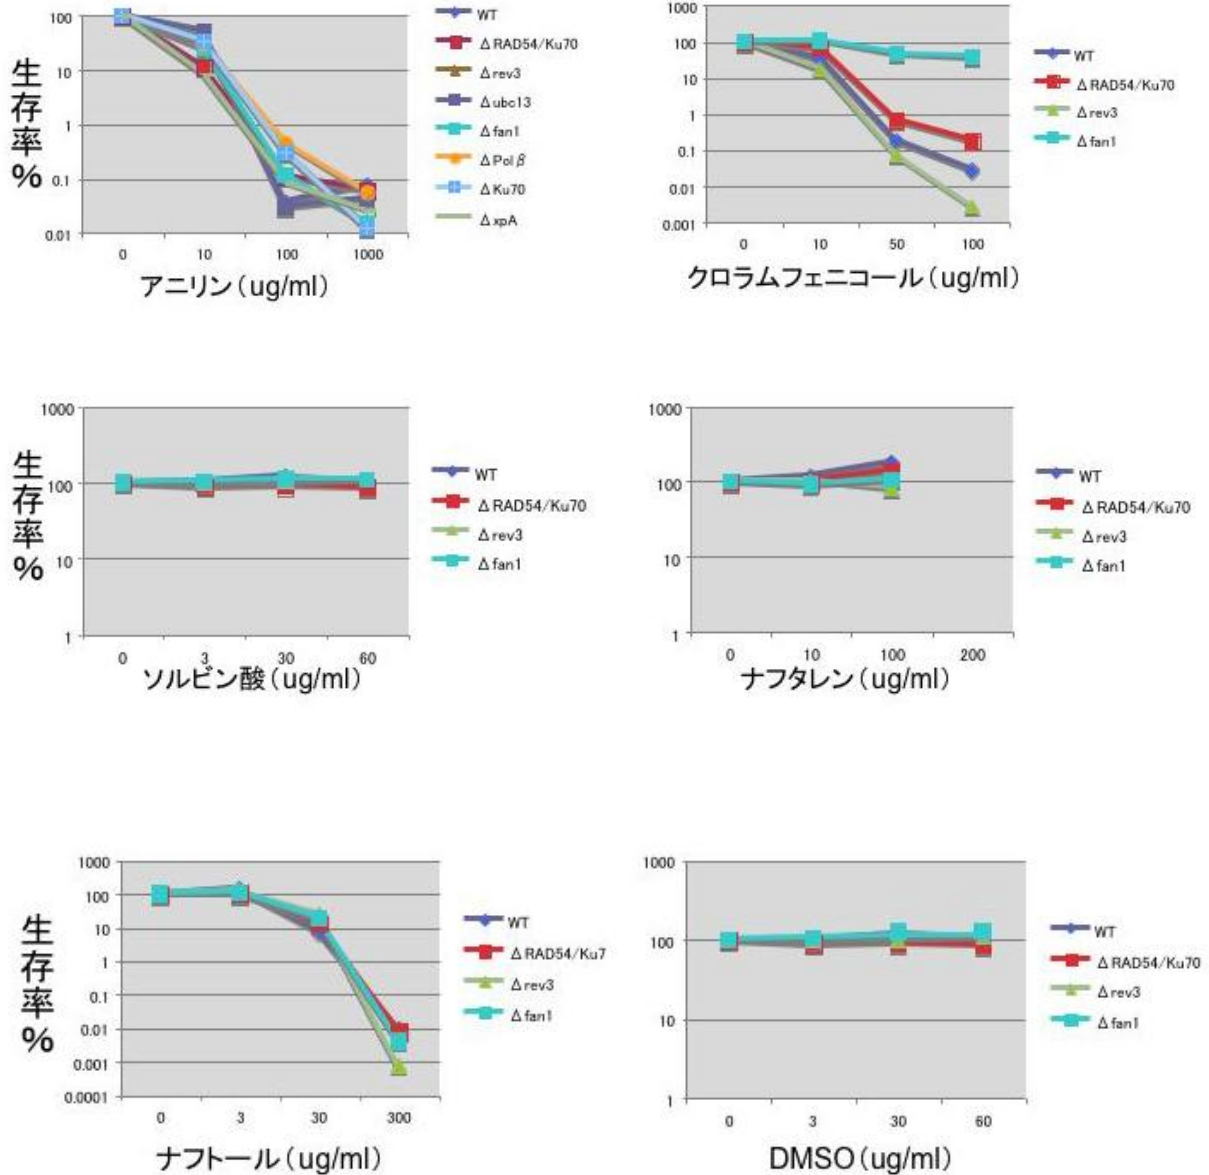 生存率%
100
10
1
0.1
0.01
0 10 100 1000
アニリン(ug/ml)
WT
ΔRAD54/Ku70
Δrev3
Δubc13
Δfan1
ΔPolβ
ΔKu70
ΔxpA
1000
100
10
1
0.1
0.01
0.001
0 10 50 100
クロラムフェニコール(ug/ml)
WT
ΔRAD54/Ku70
Δrev3
Δfan1
生存率%
1000
100
10
1
0 3 30 60
ソルビン酸(ug/ml)
WT
ΔRAD54/Ku70
Δrev3
Δfan1
1000
100
10
1
0 10 100 200
ナフタレン(ug/ml)
WT
ΔRAD54/Ku70
Δrev3
Δfan1
生存率%
1000
100
10
1
0.1
0.01
0.001
0.0001
0 3 30 300
ナフトール(ug/ml)
WT
ΔRAD54/Ku7
Δrev3
Δfan1
1000
100
10
1
0 3 30 60
DMSO(ug/ml)
WT
ΔRAD54/Ku70
Δrev3
Δfan1